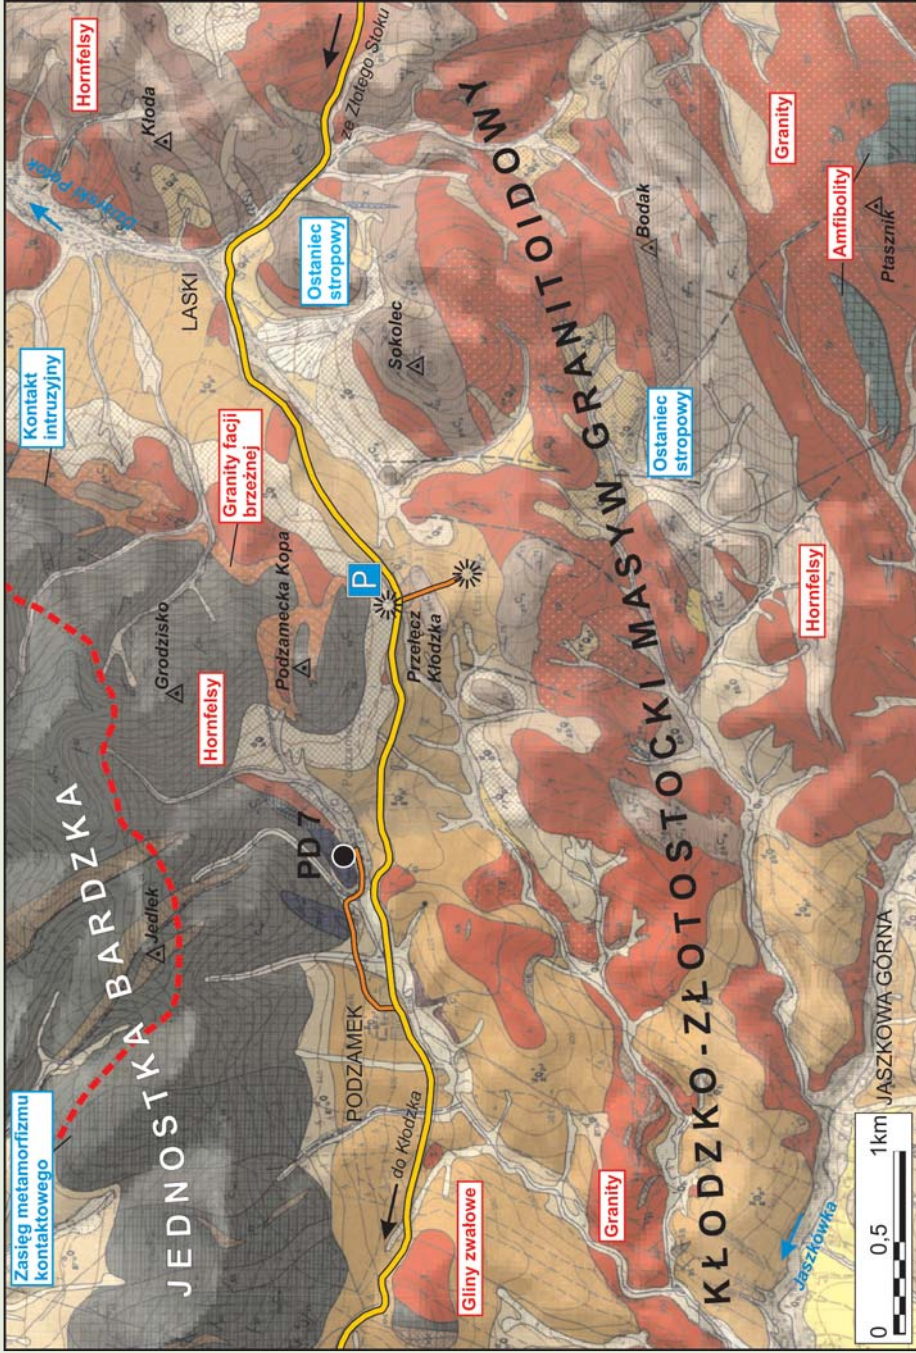 Zasięg metamorfizmu
kontaktowego
JEDNOSTKA BARDZKA
Jedlek
Grodzisko
Hornfelsy
Podzamecka Kopa
Granity facji
brzeżnej
Kontakt
intruzyjny
LASKI
Kłoda
Hornfelsy
ze Złotego Stoku
Ostaniec
stropowy
Sokolec
P
Przełęcz
Kłodzka
PD 7
PODZAMEK
do Kłodzka
Gliny zwałowe
Granity
KŁODZKO-ZŁOTOSTOCKI MASYW GRANITOIDOWY
Ostaniec
stropowy
Bodak
Granity
Amfibolity
Ptasznik
Hornfelsy
Jaszkówka
JASZKOWA GÓRNA
0 0,5 1km